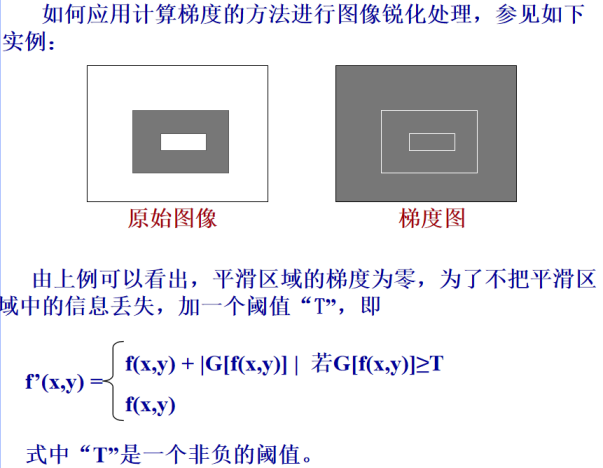 如何应用计算梯度的方法进行图像锐化处理，参见如下
实例：
原始图像
梯度图
由上例可以看出，平滑区域的梯度为零，为了不把平滑区
域中的信息丢失，加一个阈值“T”，即
f(x,y) + |G[f(x,y)] | 若G[f(x,y)]≥T
f’(x,y) =
f(x,y)
式中“T”是一个非负的阈值。